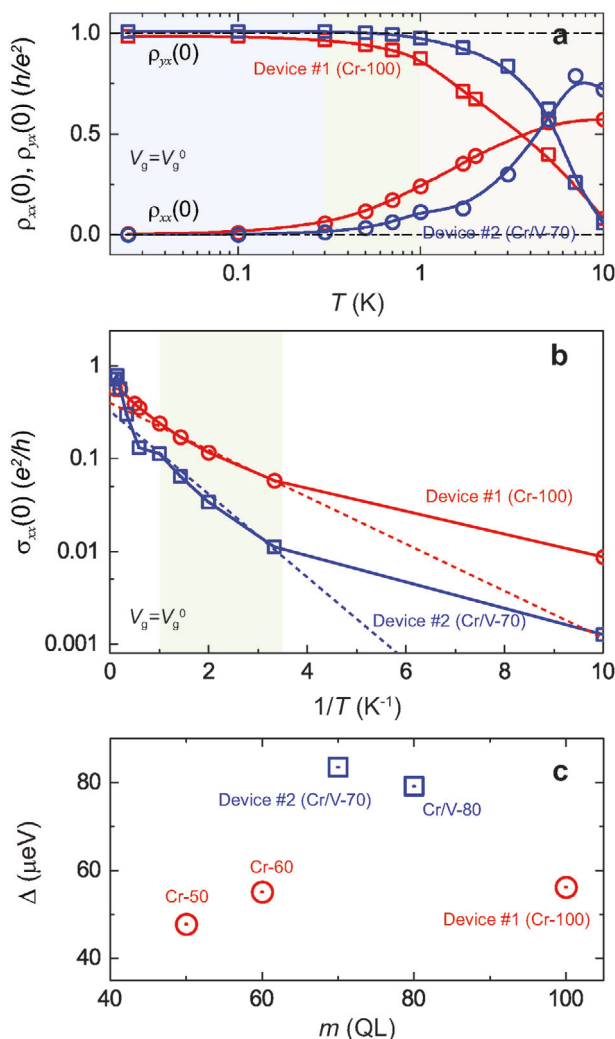 a
ρxx(0), ρyx(0) (h/e²)
1.0
0.5
0.0
ρyx(0)
Device #1 (Cr-100)
Vg=Vg⁰
ρxx(0)
Device #2 (Cr/V-70)
0.1 1 10
T (K)
b
σxx(0) (e²/h)
1
0.1
0.01
0.001
Device #1 (Cr-100)
Vg=Vg⁰
Device #2 (Cr/V-70)
0 2 4 6 8 10
1/T (K⁻¹)
c
Δ (μeV)
80
60
40
Device #2 (Cr/V-70)
Cr/V-80
Cr-60
Cr-50
Device #1 (Cr-100)
40 60 80 100
m (QL)